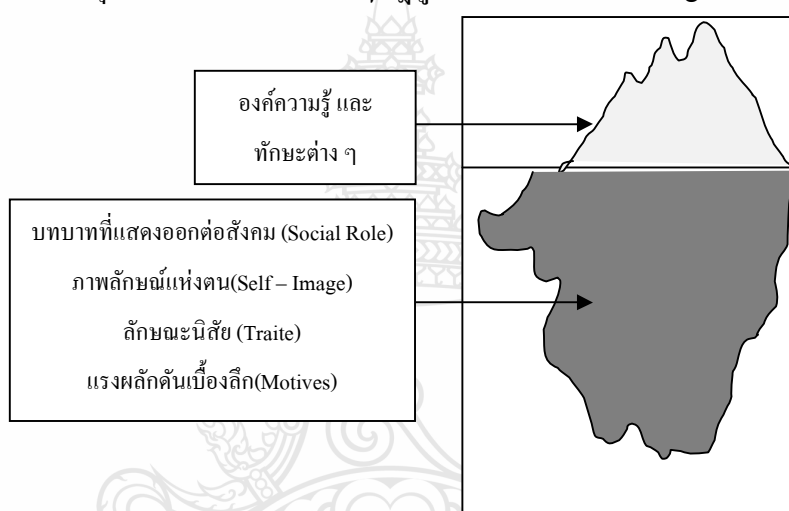 องค์ความรู้ และ
ทักษะต่าง ๆ
บทบาทที่แสดงออกต่อสังคม (Social Role)
ภาพลักษณ์แห่งตน(Self – Image)
ลักษณะนิสัย (Traite)
แรงผลักดันเบื้องลึก(Motives)